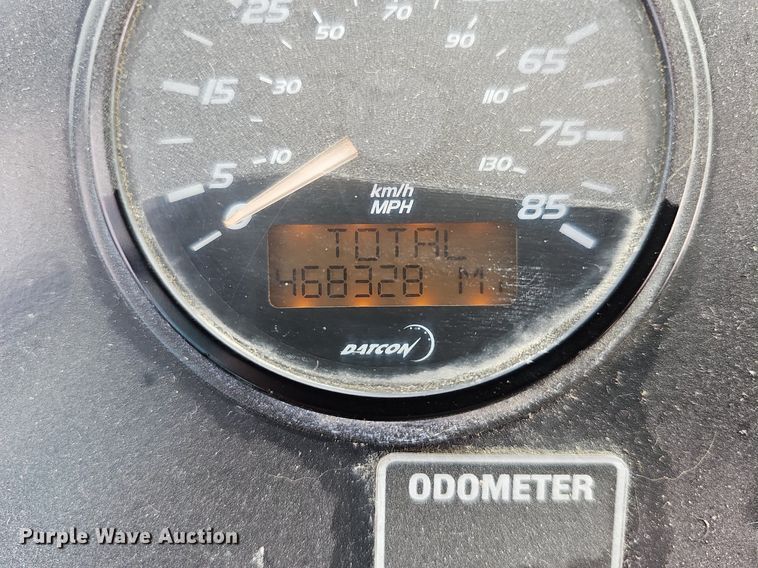 25
50
70
90
65
15
30
110
75
5
10
130
0
km/h
MPH
85
TOTAL
468328 Mi
DATCON
ODOMETER
Purple Wave Auction